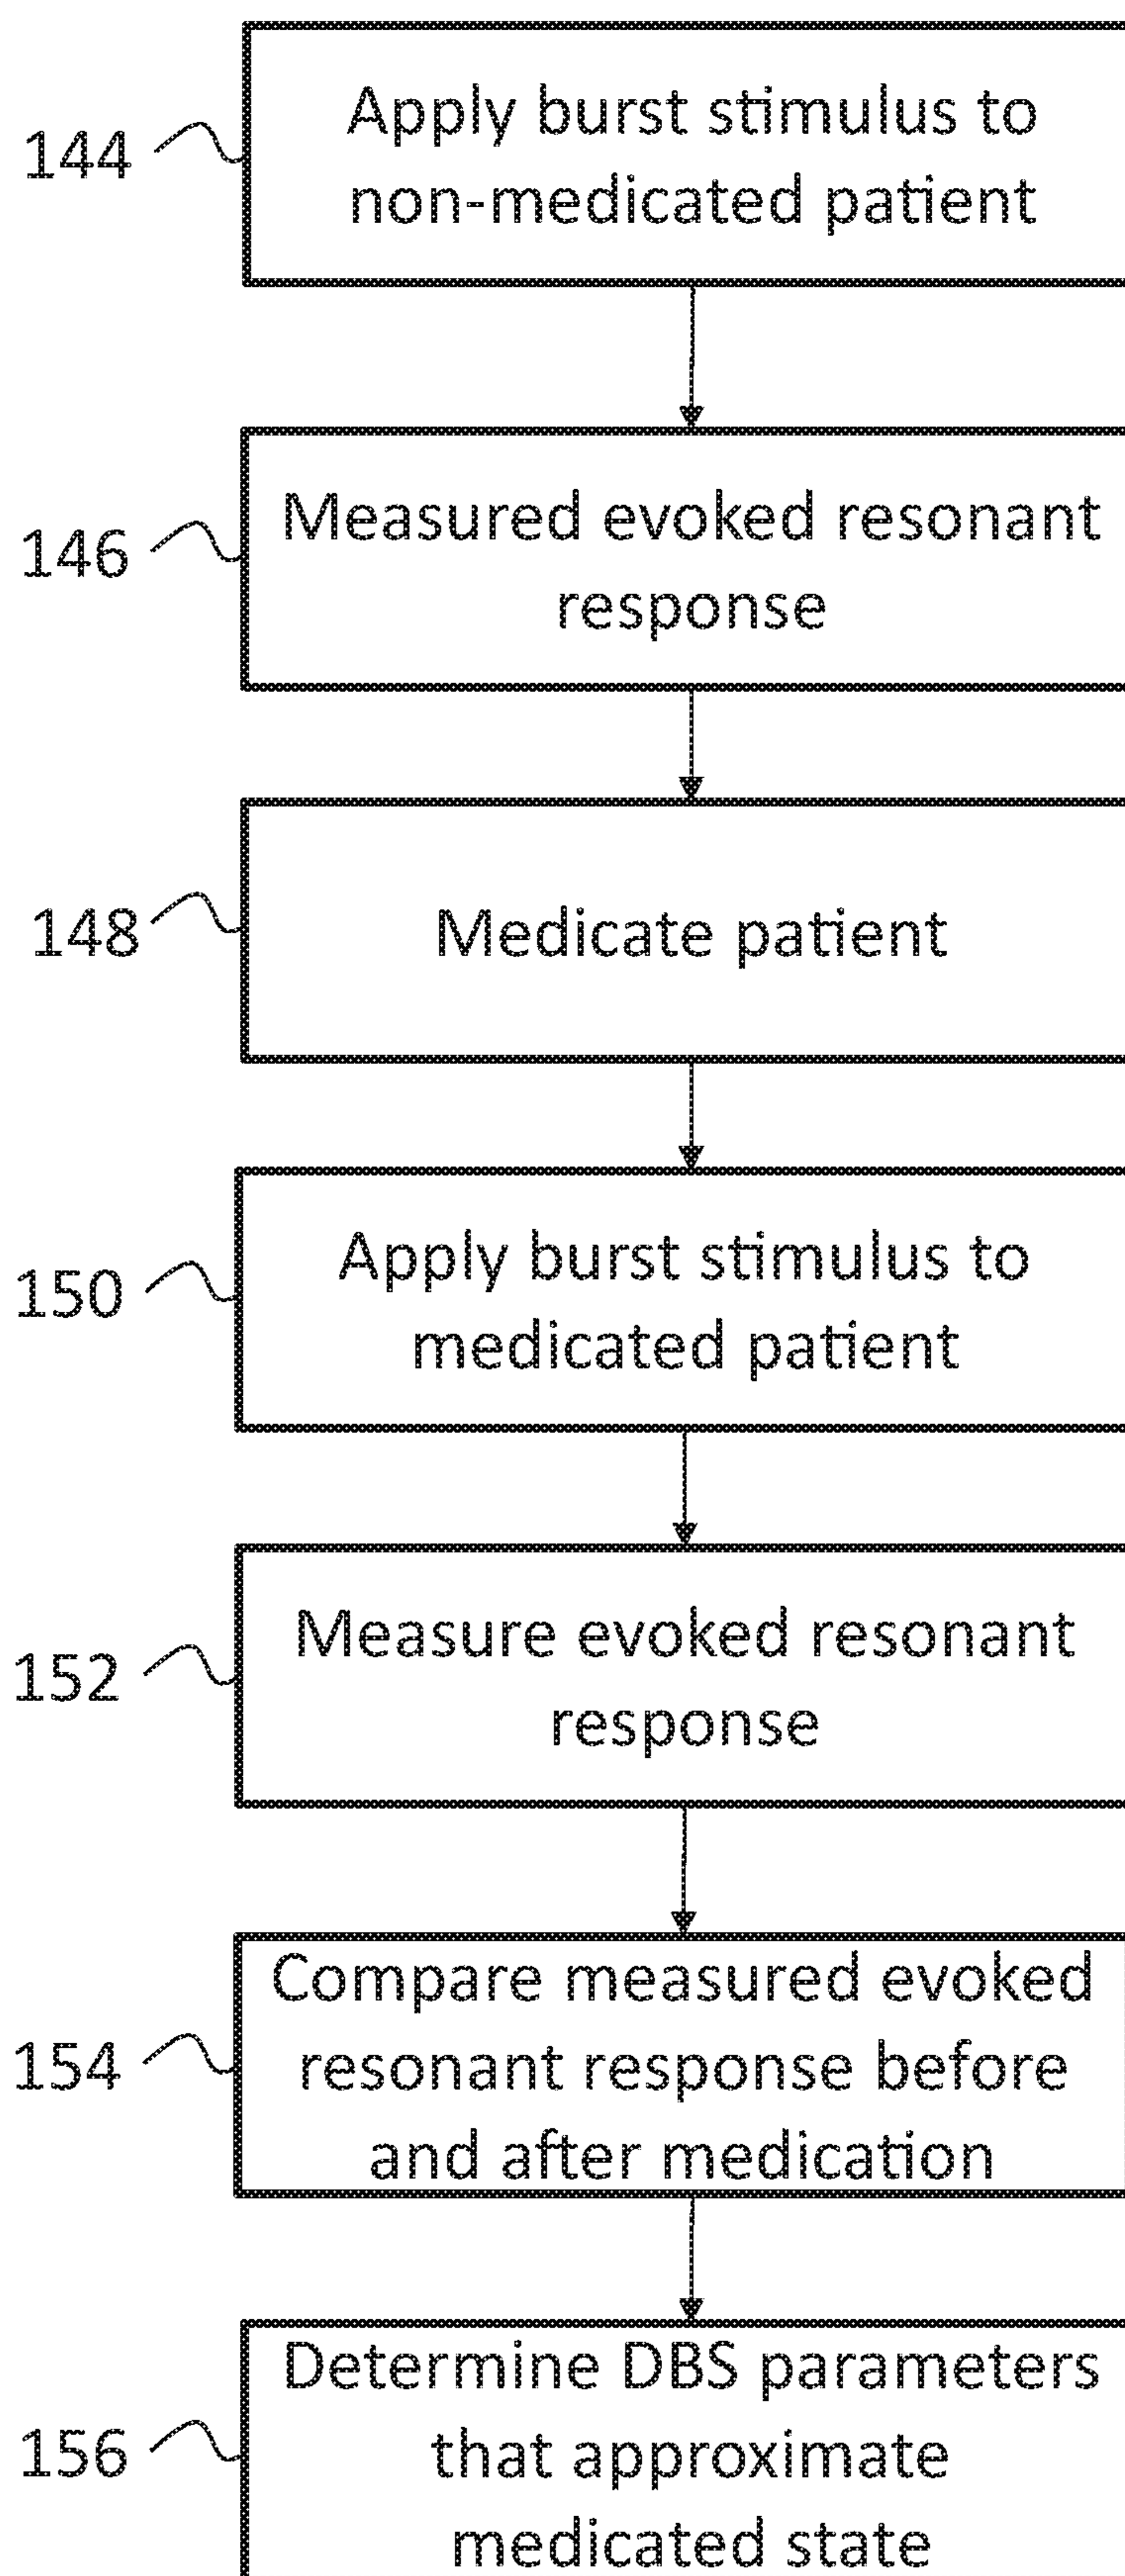 144
Apply burst stimulus to
non-medicated patient
146
Measured evoked resonant
response
148
Medicate patient
150
Apply burst stimulus to
medicated patient
152
Measure evoked resonant
response
154
Compare measured evoked
resonant response before
and after medication
156
Determine DBS parameters
that approximate
medicated state